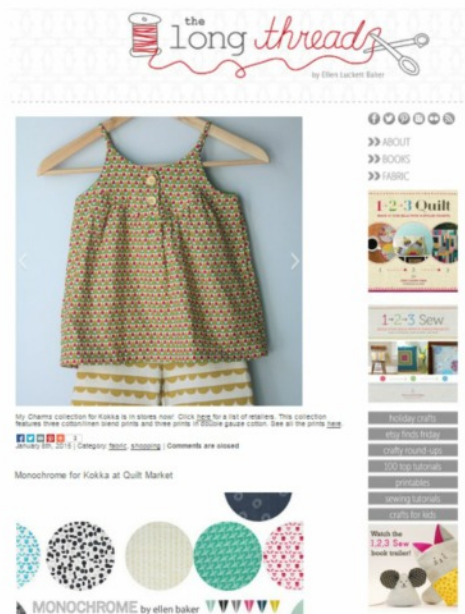 the
long thread
by Ellen Luckett Baker
ABOUT
BOOKS
FABRIC
1·2·3 Quilt
1·2·3 Sew
My Charms collection for Kokka is in stores now! Click here for a list of retailers. This collection
features three cotton/linen blend prints and three prints in double gauze cotton. See all the prints here.
January 8th, 2015 | Category: fabric, shopping | Comments are closed
Monochrome for Kokka at Quilt Market
MONOCHROME by ellen baker
holiday crafts
etsy finds friday
crafty round-ups
100 top tutorials
printables
sewing tutorials
crafts for kids
Watch the
1,2,3 Sew
book trailer!